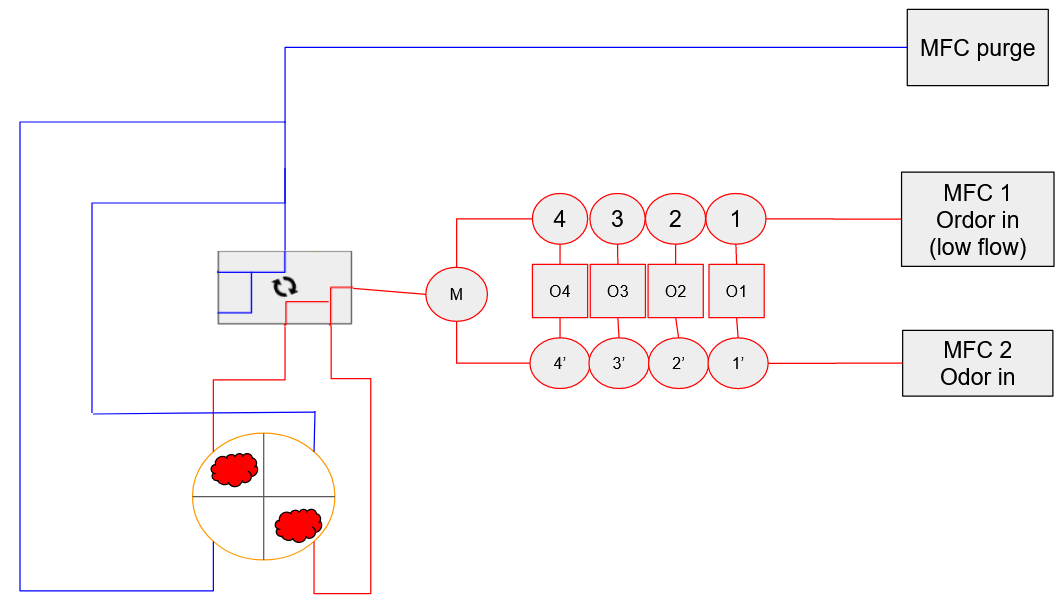 MFC purge
MFC 1
Ordor in
(low flow)
4 3 2 1
M
O4 O3 O2 O1
4’ 3’ 2’ 1’
MFC 2
Odor in